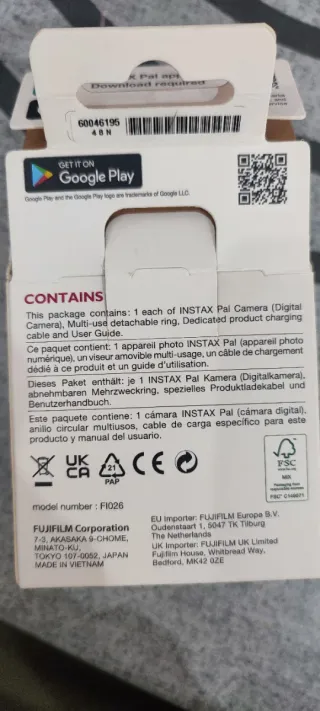 X Pal app
Download required
60046195
4 8 N
GET IT ON
Google Play
Google Play and the Google Play logo are trademarks of Google LLC.
CONTAINS
This package contains: 1 each of INSTAX Pal Camera (Digital
Camera), Multi-use detachable ring, Dedicated product charging
cable and User Guide.
Ce paquet contient: 1 appareil photo INSTAX Pal (appareil photo
numérique), un viseur amovible multi-usage, un câble de chargement
dédié à ce produit et un guide d'utilisation.
Dieses Paket enthält: je 1 INSTAX Pal Kamera (Digitalkamera),
abnehmbaren Mehrzweckring, spezielles Produktladekabel und
Benutzerhandbuch.
Este paquete contiene: 1 cámara INSTAX Pal (cámara digital),
anillo circular multiusos, cable de carga específico para este
producto y manual del usuario.
UK
CA
21
PAP
CE
FSC
MIX
Packaging from
responsible sources
model number : FI026
FUJIFILM Corporation
7-3, AKASAKA 9-CHOME,
MINATO-KU,
TOKYO 107-0052, JAPAN
MADE IN VIETNAM
EU Importer: FUJIFILM Europe B.V.
Oudenstaart 1, 5047 TK Tilburg
The Netherlands
UK Importer: FUJIFILM UK Limited
Fujifilm House, Whitbread Way,
Bedford, MK42 0ZE